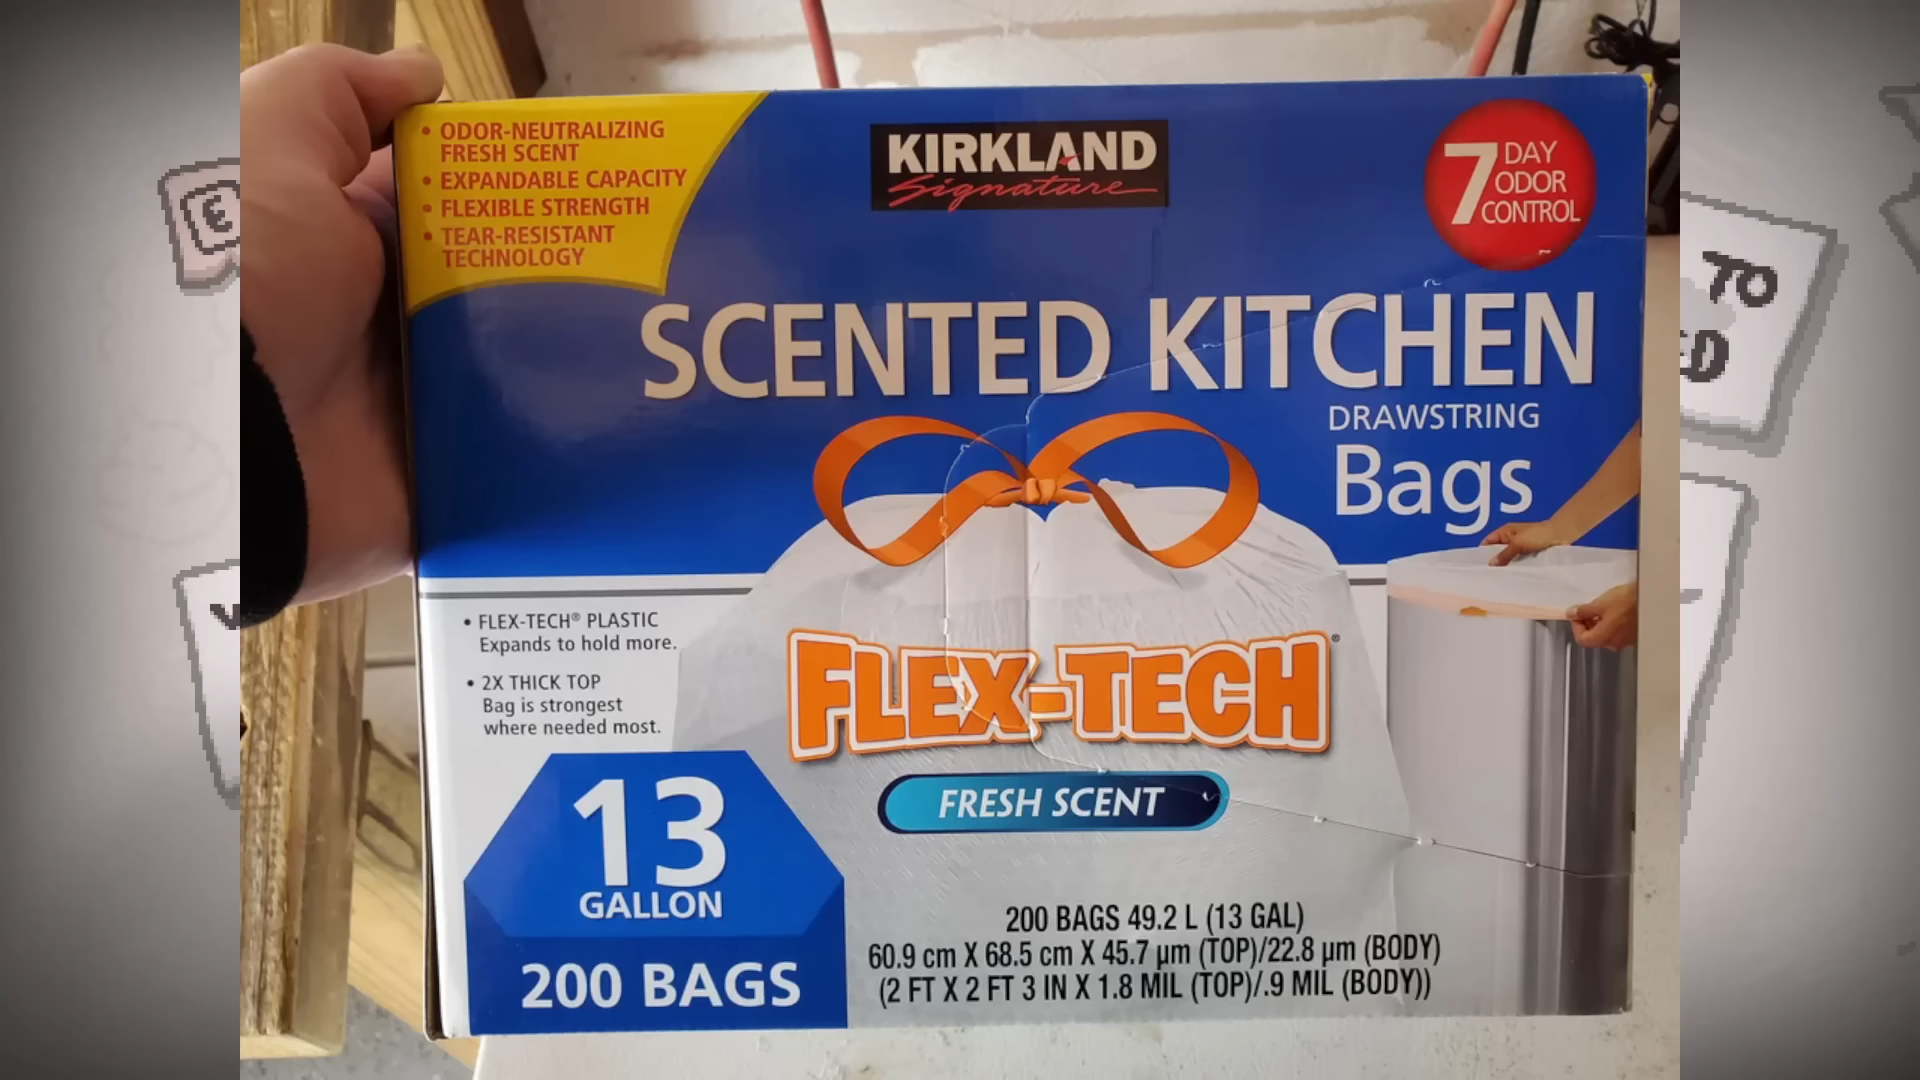 • ODOR-NEUTRALIZING
FRESH SCENT
• EXPANDABLE CAPACITY
• FLEXIBLE STRENGTH
• TEAR-RESISTANT
TECHNOLOGY
KIRKLAND
Signature
7 DAY
ODOR
CONTROL
SCENTED KITCHEN
DRAWSTRING
Bags
• FLEX-TECH® PLASTIC
Expands to hold more.
• 2X THICK TOP
Bag is strongest
where needed most.
FLEX-TECH®
FRESH SCENT
13
GALLON
200 BAGS
200 BAGS 49.2 L (13 GAL)
60.9 cm X 68.5 cm X 45.7 µm (TOP)/22.8 µm (BODY)
(2 FT X 2 FT 3 IN X 1.8 MIL (TOP)/.9 MIL (BODY))
TO